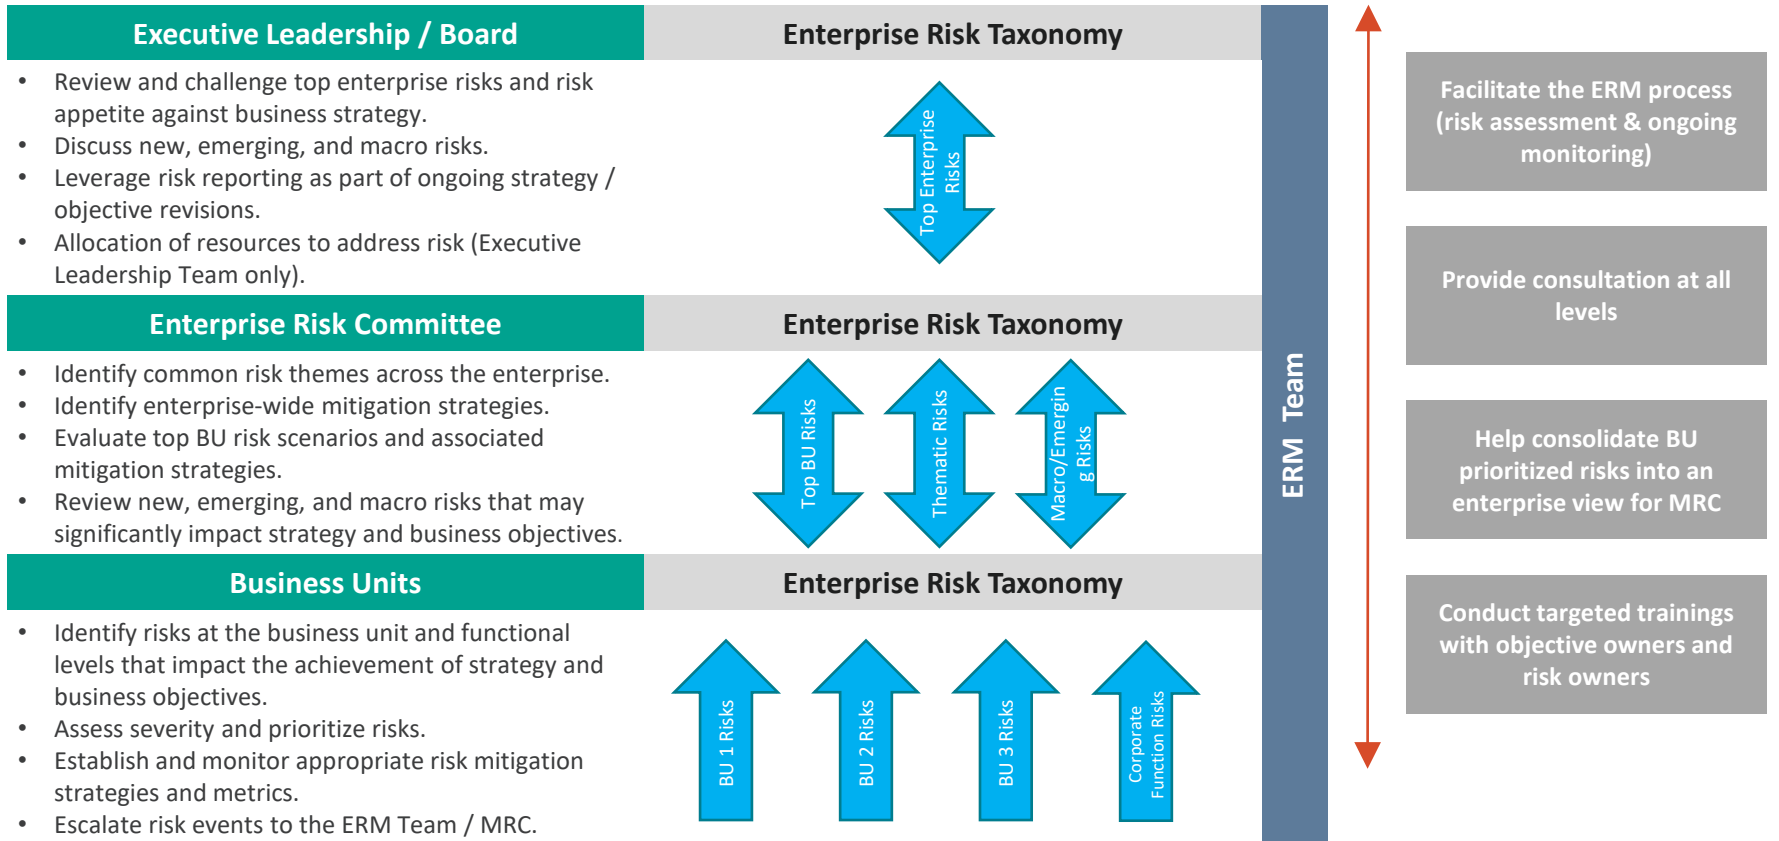 Executive Leadership / Board
Enterprise Risk Taxonomy
• Review and challenge top enterprise risks and risk
appetite against business strategy.
• Discuss new, emerging, and macro risks.
• Leverage risk reporting as part of ongoing strategy /
objective revisions.
• Allocation of resources to address risk (Executive
Leadership Team only).
Top Enterprise
Risks
Enterprise Risk Committee
Enterprise Risk Taxonomy
• Identify common risk themes across the enterprise.
• Identify enterprise-wide mitigation strategies.
• Evaluate top BU risk scenarios and associated
mitigation strategies.
• Review new, emerging, and macro risks that may
significantly impact strategy and business objectives.
Top BU Risks
Thematic Risks
Macro/Emergin
g Risks
Business Units
Enterprise Risk Taxonomy
• Identify risks at the business unit and functional
levels that impact the achievement of strategy and
business objectives.
• Assess severity and prioritize risks.
• Establish and monitor appropriate risk mitigation
strategies and metrics.
• Escalate risk events to the ERM Team / MRC.
BU 1 Risks
BU 2 Risks
BU 3 Risks
Corporate
Function Risks
ERM Team
Facilitate the ERM process
(risk assessment & ongoing
monitoring)
Provide consultation at all
levels
Help consolidate BU
prioritized risks into an
enterprise view for MRC
Conduct targeted trainings
with objective owners and
risk owners